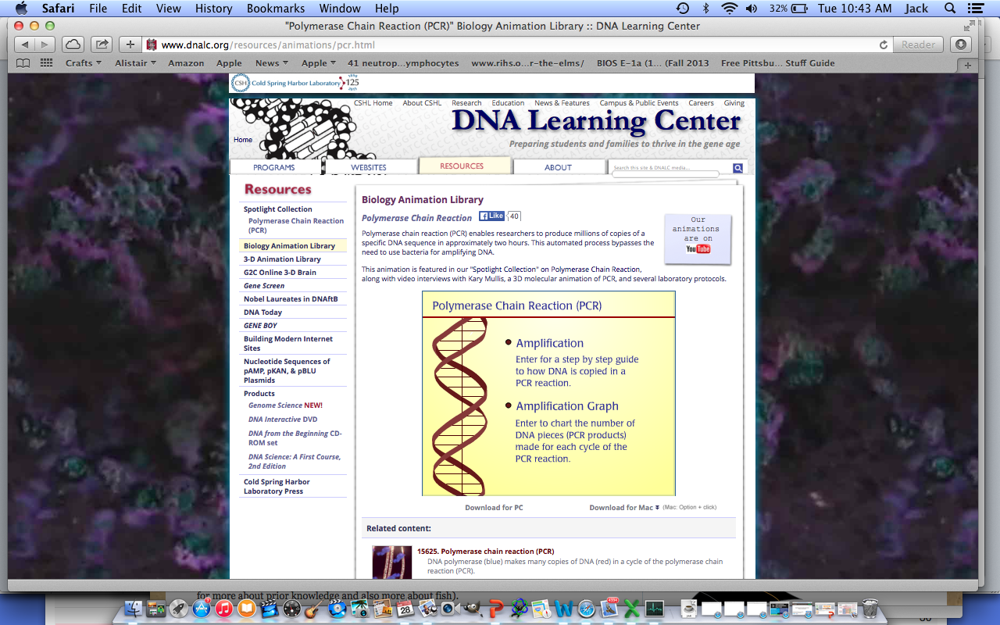 Safari File Edit View History Bookmarks Window Help 32% Tue 10:43 AM Jack
"Polymerase Chain Reaction (PCR)" Biology Animation Library :: DNA Learning Center
www.dnalc.org/resources/animations/pcr.html Reader
Crafts Alistair Amazon Apple News Apple 41 neutrop...ymphocytes www.rihs.o...r-the-elms/ BIOS E-1a (1... (Fall 2013 Free Pittsbu... Stuff Guide
CSH Cold Spring Harbor Laboratory 125
CSHL Home About CSHL Research Education News & Features Campus & Public Events Careers Giving
DNA Learning Center
Home
Preparing students and families to thrive in the gene age
PROGRAMS WEBSITES RESOURCES ABOUT Search this site & DNALC media...
Resources
Spotlight Collection
Polymerase Chain Reaction
(PCR)
Biology Animation Library
3-D Animation Library
G2C Online 3-D Brain
Gene Screen
Nobel Laureates in DNAftB
DNA Today
GENE BOY
Building Modern Internet
Sites
Nucleotide Sequences of
pAMP, pKAN, & pBLU
Plasmids
Products
Genome Science NEW!
DNA Interactive DVD
DNA from the Beginning CD-
ROM set
DNA Science: A First Course,
2nd Edition
Cold Spring Harbor
Laboratory Press
Biology Animation Library
Polymerase Chain Reaction Like 40
Polymerase chain reaction (PCR) enables researchers to produce millions of copies of a
specific DNA sequence in approximately two hours. This automated process bypasses the
need to use bacteria for amplifying DNA.
Our
animations
are on
YouTube
This animation is featured in our "Spotlight Collection" on Polymerase Chain Reaction,
along with video interviews with Kary Mullis, a 3D molecular animation of PCR, and several laboratory protocols.
Polymerase Chain Reaction (PCR)
Amplification
Enter for a step by step guide
to how DNA is copied in a
PCR reaction.
Amplification Graph
Enter to chart the number of
DNA pieces (PCR products)
made for each cycle of the
PCR reaction.
Download for PC Download for Mac (Mac: Option + click)
Related content:
15625. Polymerase chain reaction (PCR)
DNA polymerase (blue) makes many copies of DNA (red) in a cycle of the polymerase chain
reaction (PCR).
for more about prior knowledge and also more about fish).